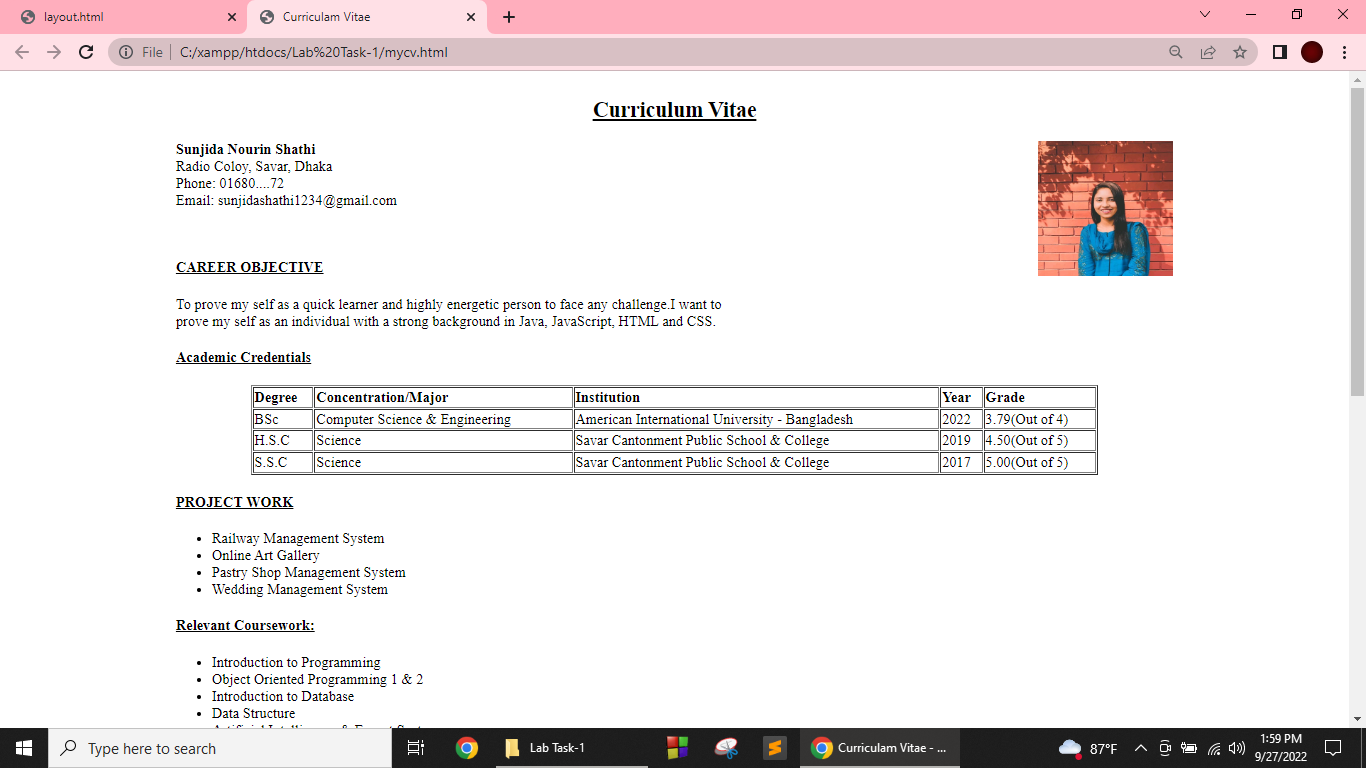 layout.html
Curriculam Vitae
File
C:/xampp/htdocs/Lab%20Task-1/mycv.html
Curriculum Vitae
Sunjida Nourin Shathi
Radio Coloy, Savar, Dhaka
Phone: 01680....72
Email: sunjidashathi1234@gmail.com
CAREER OBJECTIVE
To prove my self as a quick learner and highly energetic person to face any challenge.I want to
prove my self as an individual with a strong background in Java, JavaScript, HTML and CSS.
Academic Credentials
Degree Concentration/Major Institution Year Grade
BSc Computer Science & Engineering American International University - Bangladesh 2022 3.79(Out of 4)
H.S.C Science Savar Cantonment Public School & College 2019 4.50(Out of 5)
S.S.C Science Savar Cantonment Public School & College 2017 5.00(Out of 5)
PROJECT WORK
Railway Management System
Online Art Gallery
Pastry Shop Management System
Wedding Management System
Relevant Coursework:
Introduction to Programming
Object Oriented Programming 1 & 2
Introduction to Database
Data Structure
Type here to search
Lab Task-1
Curriculam Vitae - ...
87°F
1:59 PM
9/27/2022